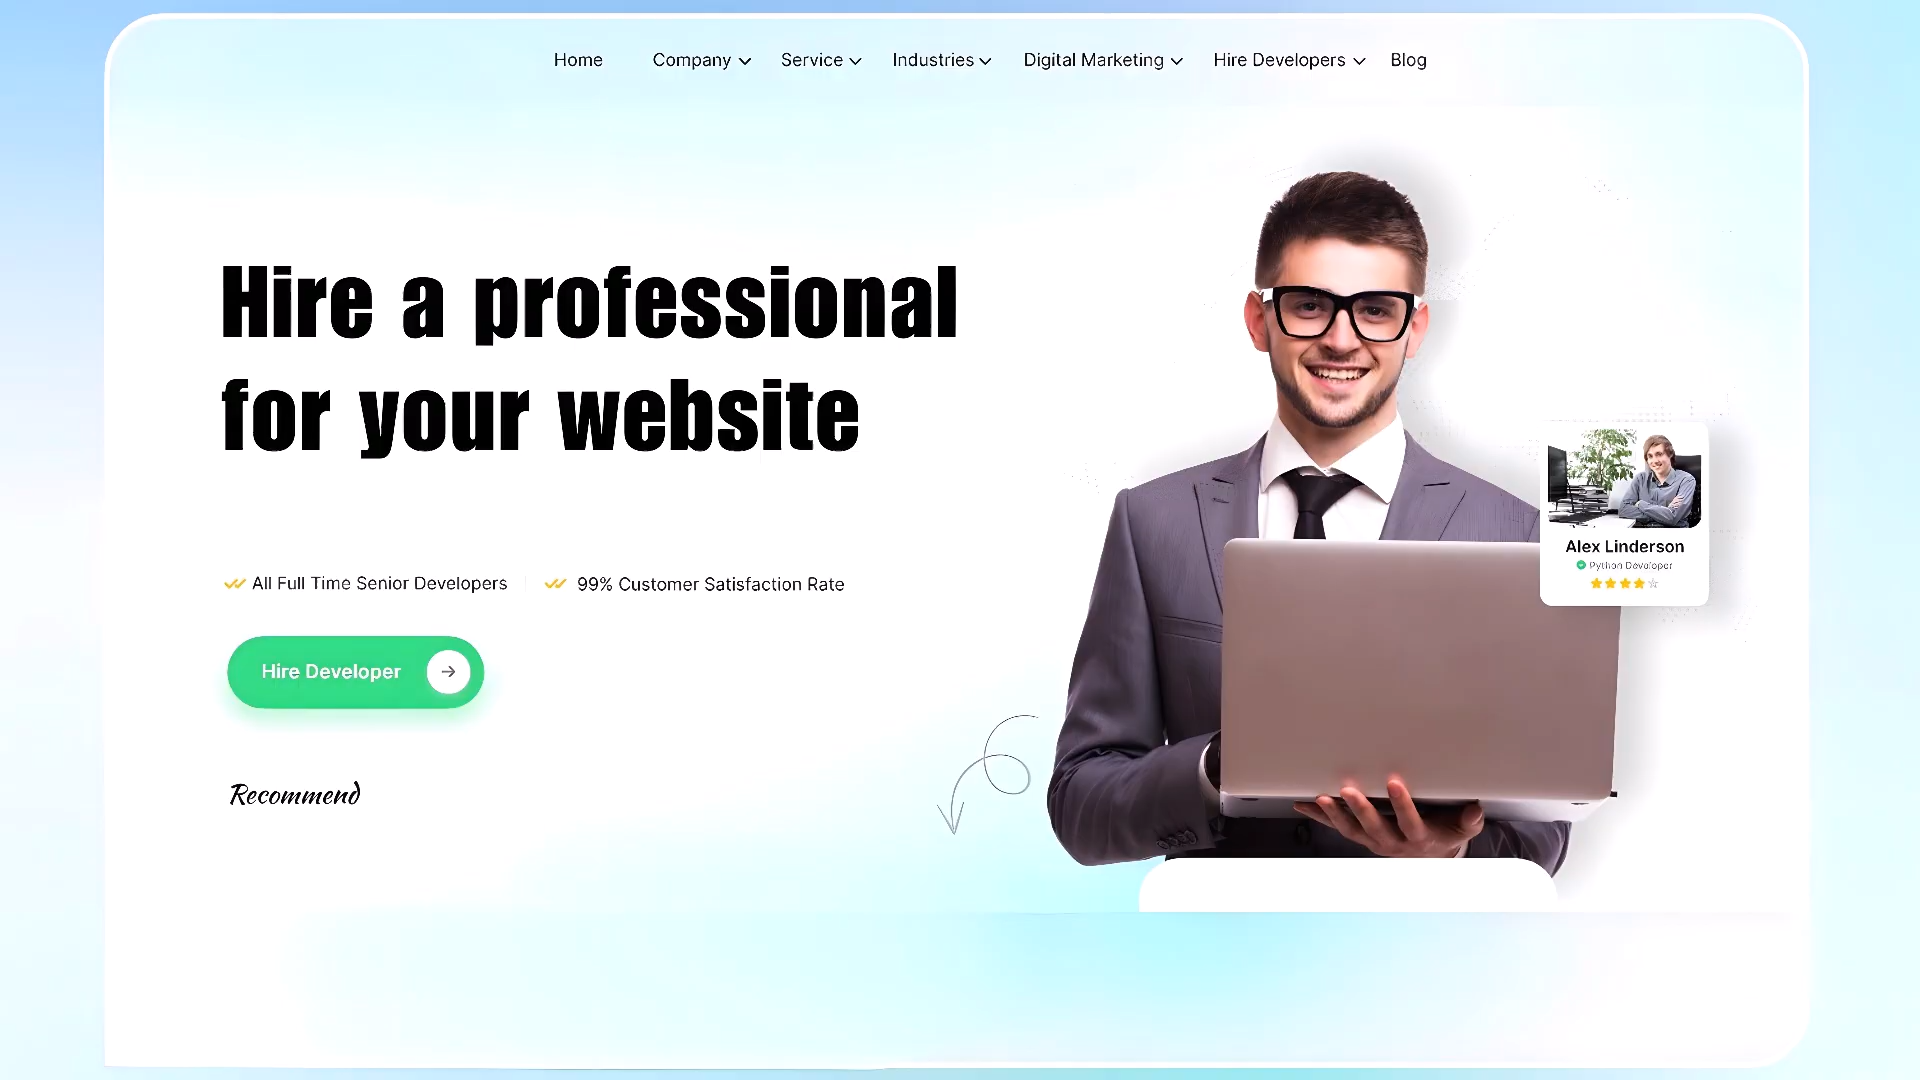 Home Company Service Industries Digital Marketing Hire Developers Blog
Hire a professional
for your website
All Full Time Senior Developers 99% Customer Satisfaction Rate
Hire Developer
Recommend
Alex Linderson
Python Developer